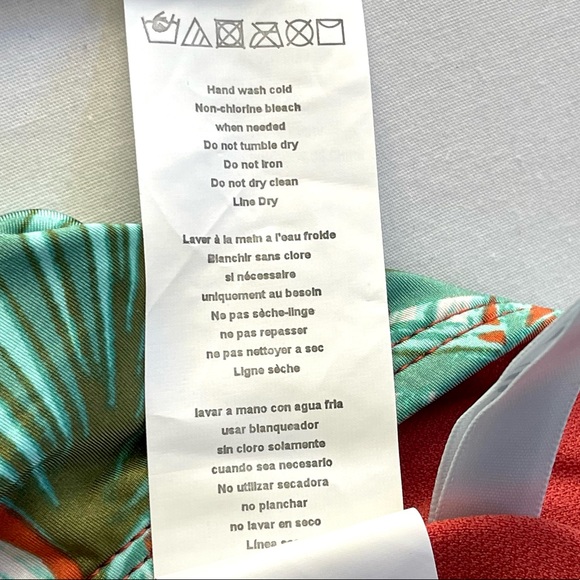 Hand wash cold
Non-chlorine bleach
when needed
Do not tumble dry
Do not Iron
Do not dry clean
Line Dry
Laver à la main a l'eau froide
Blanchir sans clore
si nécessaire
uniquement au besoin
No pas sèche-linge
ne pas repasser
ne pas nettoyer a sec
Ligne sèche
lavar a mano con agua fria
usar blanqueador
sin cloro solamente
cuando sea necesario
No utilizar secadora
no planchar
no lavar en seco
Línea